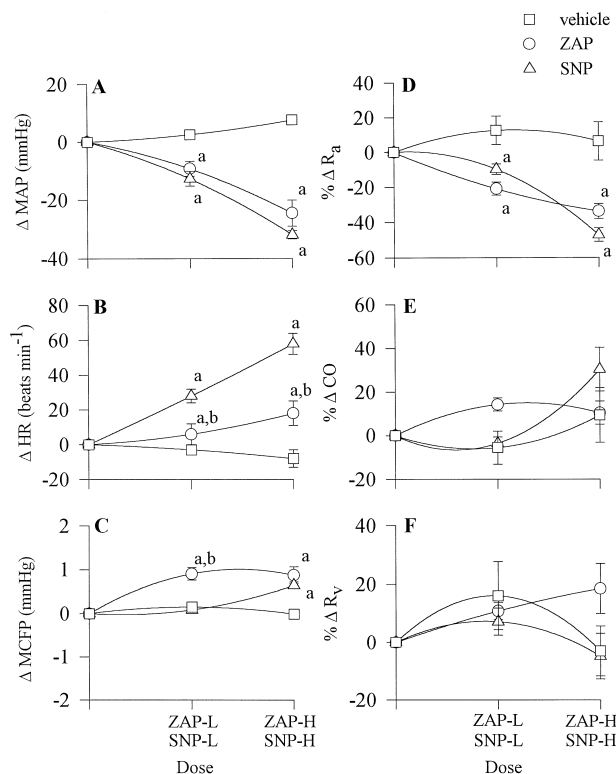 vehicle
ZAP
SNP
A
20
0
-20
-40
Δ MAP (mmHg)
a
a
a
a
D
40
20
0
-20
-40
-60
% Δ Ra
a
a
a
a
B
80
60
40
20
0
-20
Δ HR (beats min-1)
a
a
a,b
a,b
E
60
40
20
0
-20
% Δ CO
C
2
1
0
-1
-2
Δ MCFP (mmHg)
a,b
a
a
F
40
20
0
-20
% Δ Rv
ZAP-L ZAP-H
SNP-L SNP-H
Dose
ZAP-L ZAP-H
SNP-L SNP-H
Dose